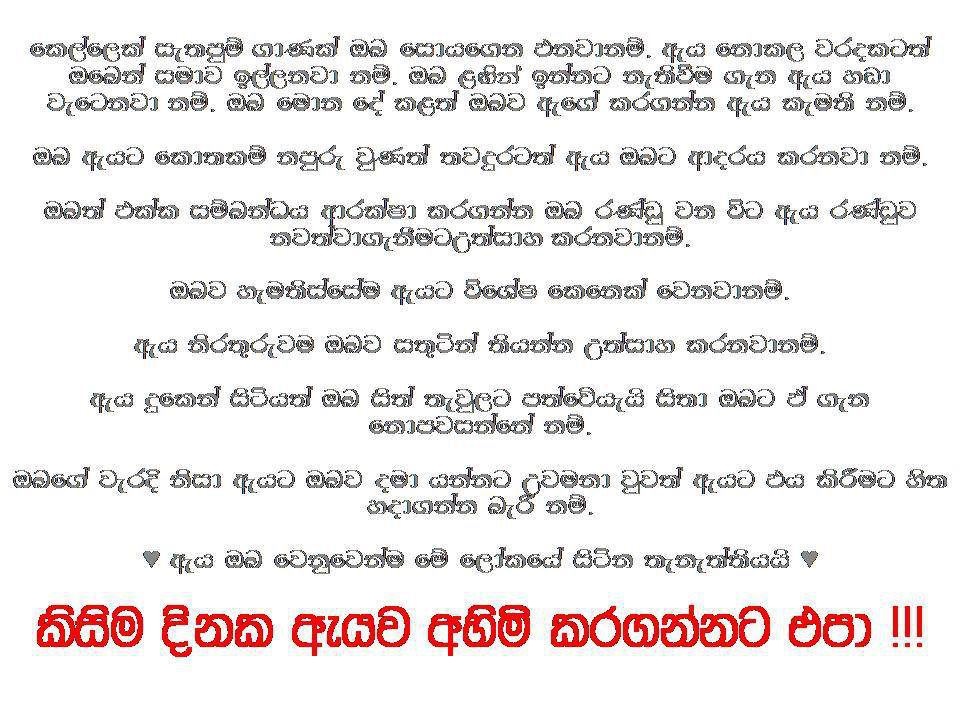 කෙල්ලෙක් සැතපුම් ගාණක් ඔබ සොයගෙන එනවානම්. ඇය නොකල වරදකටත්
ඔබෙන් සමාව ඉල්ලනවා නම්. ඔබ ළඟින් ඉන්නට නැතිවීම ගැන ඇය හඬා
වැටෙනවා නම්. ඔබ මොන දේ කළත් ඔබව ඇගේ කරගන්න ඇය කැමති නම්.
ඔබ ඇයට කොතකම් නපුරු වුණත් තවදුරටත් ඇය ඔබට ආදරය කරනවා නම්.
ඔබත් එක්ක සම්බන්ධය ආරක්ෂා කරගන්න ඔබ රණ්ඩු වන විට ඇය රණ්ඩුව
නවත්වාගැනීමටඋත්සාහ කරනවානම්.
ඔබව හැමතිස්සේම ඇයට විශේෂ කෙනෙක් වෙනවානම්.
ඇය නිරතුරුවම ඔබව සතුටින් තියන්න උත්සාහ කරනවානම්.
ඇය දුකෙන් සිටියත් ඔබ සිත් තැවුලට පත්වේයැයි සිතා ඔබට ඒ ගැන
නොපවසන්නේ නම්.
ඔබගේ වැරදි නිසා ඇයට ඔබව දමා යන්නට උවමනා වුවත් ඇයට එය කිරීමට හිත
හදාගන්න බැරි නම්.
♥ ඇය ඔබ වෙනුවෙන්ම මේ ලෝකයේ සිටින තැනැත්තියයි ♥
කිසිම දිනක ඇයව අහිමි කරගන්නට එපා !!!